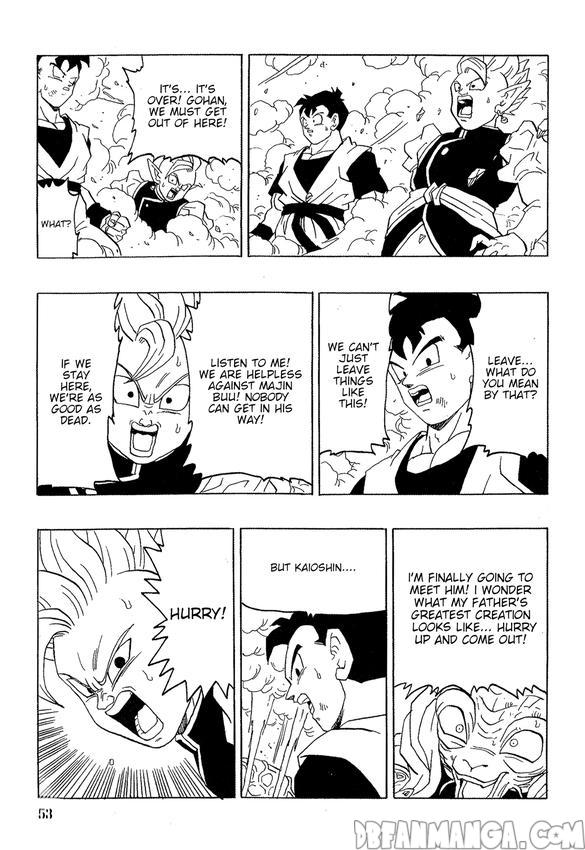 IT'S... IT'S
OVER! GOHAN,
WE MUST GET
OUT OF HERE!
WHAT?
LEAVE...
WHAT DO
YOU MEAN
BY THAT?
WE CAN'T
JUST
LEAVE
THINGS
LIKE
THIS!
LISTEN TO ME!
WE ARE HELPLESS
AGAINST MAJIN
BUU! NOBODY
CAN GET IN HIS
WAY!
IF WE
STAY
HERE,
WE'RE AS
GOOD AS
DEAD.
I'M FINALLY GOING TO
MEET HIM! I WONDER
WHAT MY FATHER'S
GREATEST CREATION
LOOKS LIKE... HURRY
UP AND COME OUT!
BUT KAIOSHIN....
HURRY!
53
DBFANMANGA.COM